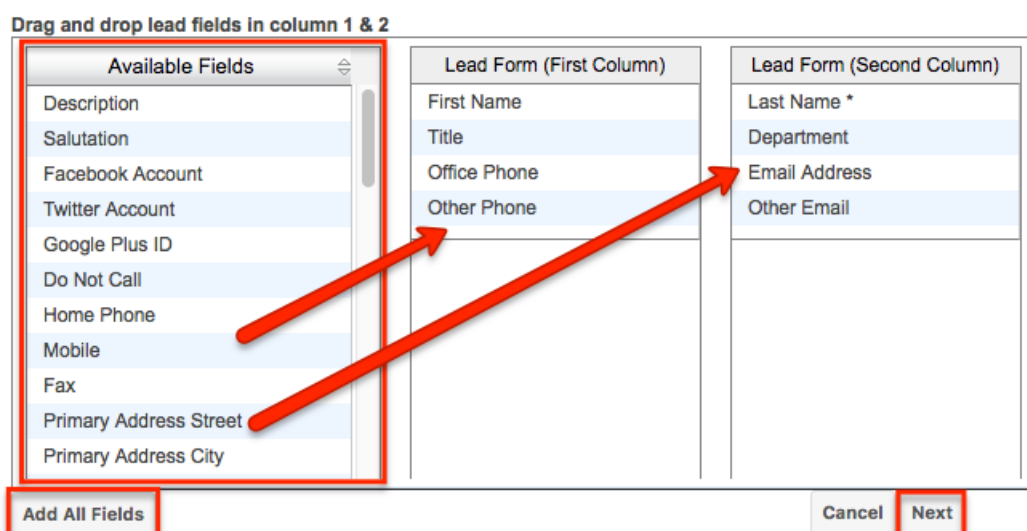 Drag and drop lead fields in column 1 & 2
Available Fields
Description
Salutation
Facebook Account
Twitter Account
Google Plus ID
Do Not Call
Home Phone
Mobile
Fax
Primary Address Street
Primary Address City
Lead Form (First Column)
First Name
Title
Office Phone
Other Phone
Lead Form (Second Column)
Last Name *
Department
Email Address
Other Email
Add All Fields
Cancel
Next